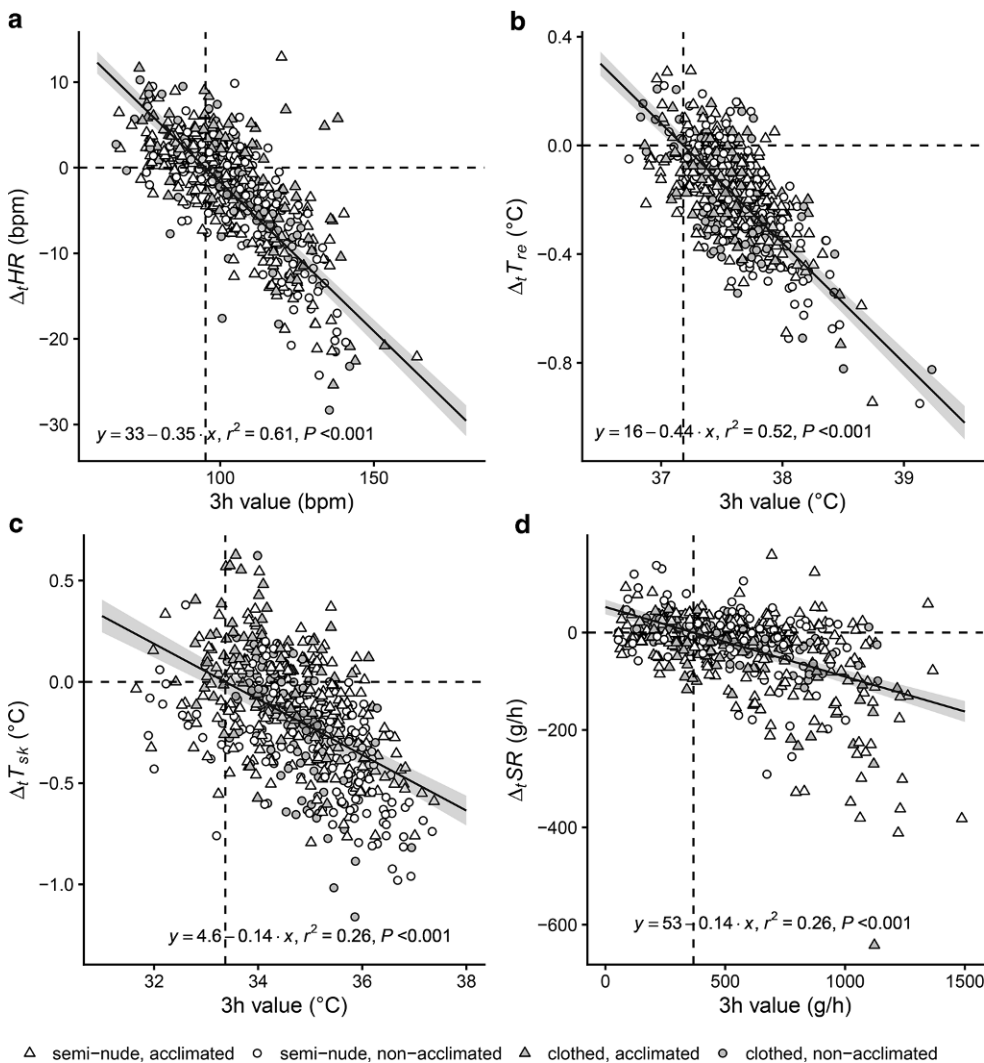 a
10
0
−10
−20
−30
ΔtHR (bpm)
y = 33 − 0.35 · x, r² = 0.61, P <0.001
100
150
3h value (bpm)
b
0.4
0.0
−0.4
−0.8
ΔtTre (°C)
y = 16 − 0.44 · x, r² = 0.52, P <0.001
37
38
39
3h value (°C)
c
0.5
0.0
−0.5
−1.0
ΔtTsk (°C)
y = 4.6 − 0.14 · x, r² = 0.26, P <0.001
32
34
36
38
3h value (°C)
d
0
−200
−400
−600
ΔtSR (g/h)
y = 53 − 0.14 · x, r² = 0.26, P <0.001
0
500
1000
1500
3h value (g/h)
semi−nude, acclimated
semi−nude, non−acclimated
clothed, acclimated
clothed, non−acclimated